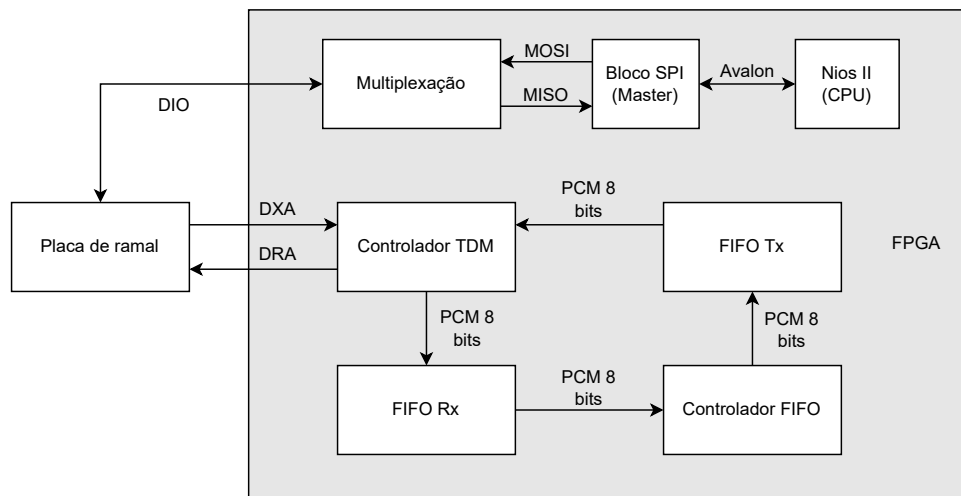 MOSI
Multiplexação
MISO
Bloco SPI
(Master)
Avalon
Nios II
(CPU)
DIO
Placa de ramal
DXA
DRA
Controlador TDM
PCM 8
bits
FIFO Tx
FPGA
PCM 8
bits
PCM 8
bits
FIFO Rx
PCM 8
bits
Controlador FIFO